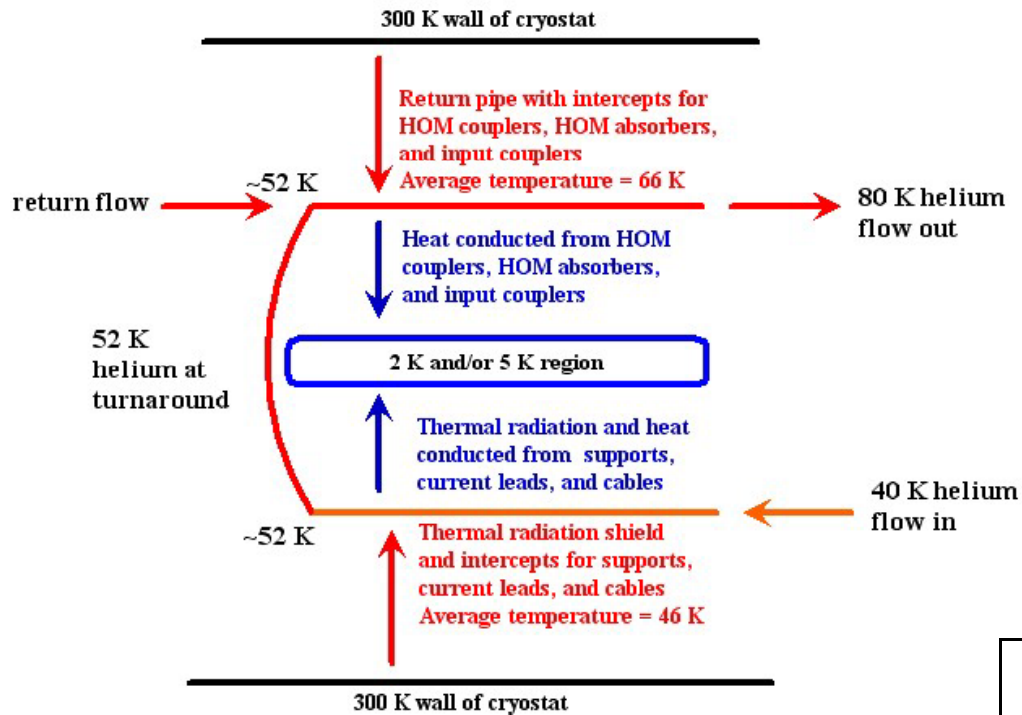 300 K wall of cryostat
Return pipe with intercepts for
HOM couplers, HOM absorbers,
and input couplers
Average temperature = 66 K
~52 K
return flow
80 K helium
flow out
Heat conducted from HOM
couplers, HOM absorbers,
and input couplers
52 K
helium at
turnaround
2 K and/or 5 K region
Thermal radiation and heat
conducted from supports,
current leads, and cables
40 K helium
flow in
~52 K
Thermal radiation shield
and intercepts for supports,
current leads, and cables
Average temperature = 46 K
300 K wall of cryostat